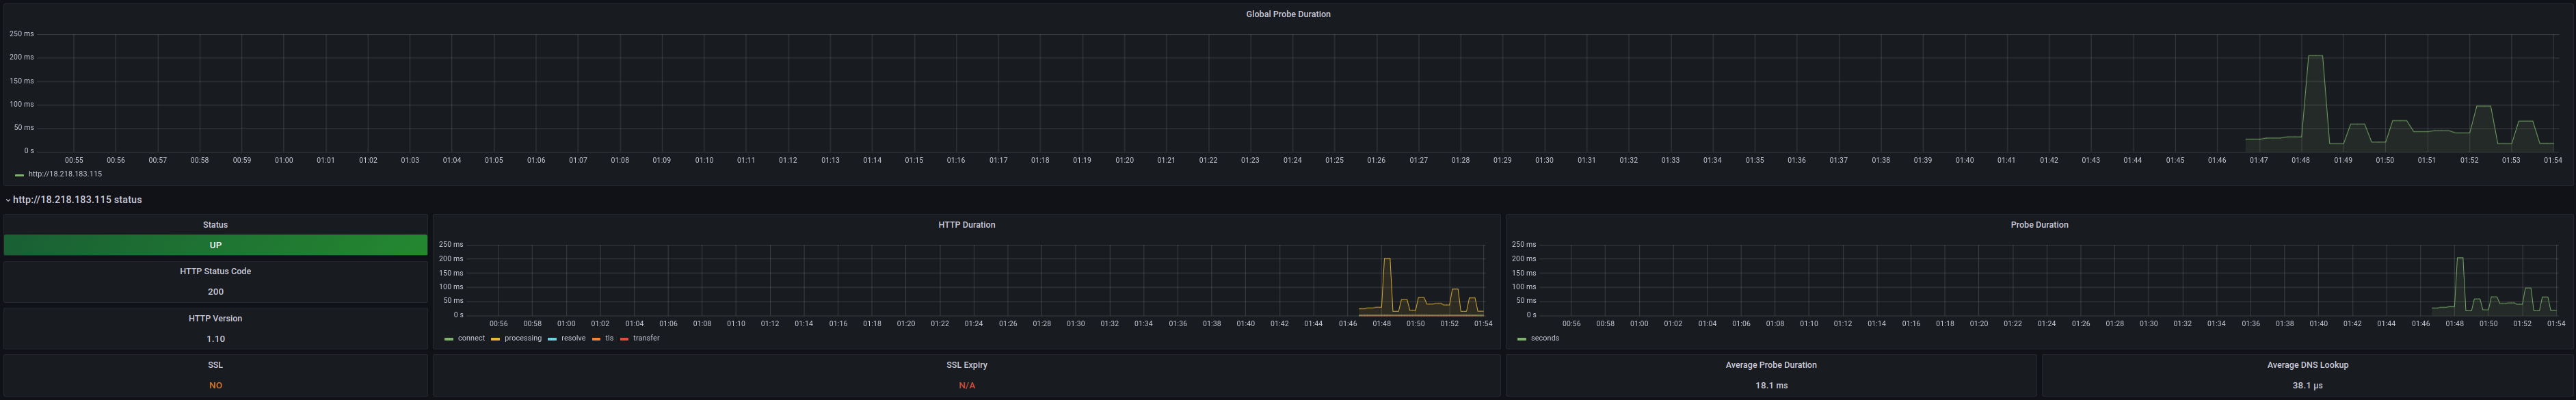 Global Probe Duration
250 ms
200 ms
150 ms
100 ms
50 ms
0 s
00:55 00:56 00:57 00:58 00:59 01:00 01:01 01:02 01:03 01:04 01:05 01:06 01:07 01:08 01:09 01:10 01:11 01:12 01:13 01:14 01:15 01:16 01:17 01:18 01:19 01:20 01:21 01:22 01:23 01:24 01:25 01:26 01:27 01:28 01:29 01:30 01:31 01:32 01:33 01:34 01:35 01:36 01:37 01:38 01:39 01:40 01:41 01:42 01:43 01:44 01:45 01:46 01:47 01:48 01:49 01:50 01:51 01:52 01:53 01:54
http://18.218.183.115
http://18.218.183.115 status
Status
UP
HTTP Status Code
200
HTTP Version
1.10
SSL
NO
HTTP Duration
250 ms
200 ms
150 ms
100 ms
50 ms
0 s
00:56 00:58 01:00 01:02 01:04 01:06 01:08 01:10 01:12 01:14 01:16 01:18 01:20 01:22 01:24 01:26 01:28 01:30 01:32 01:34 01:36 01:38 01:40 01:42 01:44 01:46 01:48 01:50 01:52 01:54
connect processing resolve tls transfer
SSL Expiry
N/A
Probe Duration
250 ms
200 ms
150 ms
100 ms
50 ms
0 s
00:56 00:58 01:00 01:02 01:04 01:06 01:08 01:10 01:12 01:14 01:16 01:18 01:20 01:22 01:24 01:26 01:28 01:30 01:32 01:34 01:36 01:38 01:40 01:42 01:44 01:46 01:48 01:50 01:52 01:54
seconds
Average Probe Duration
18.1 ms
Average DNS Lookup
38.1 µs